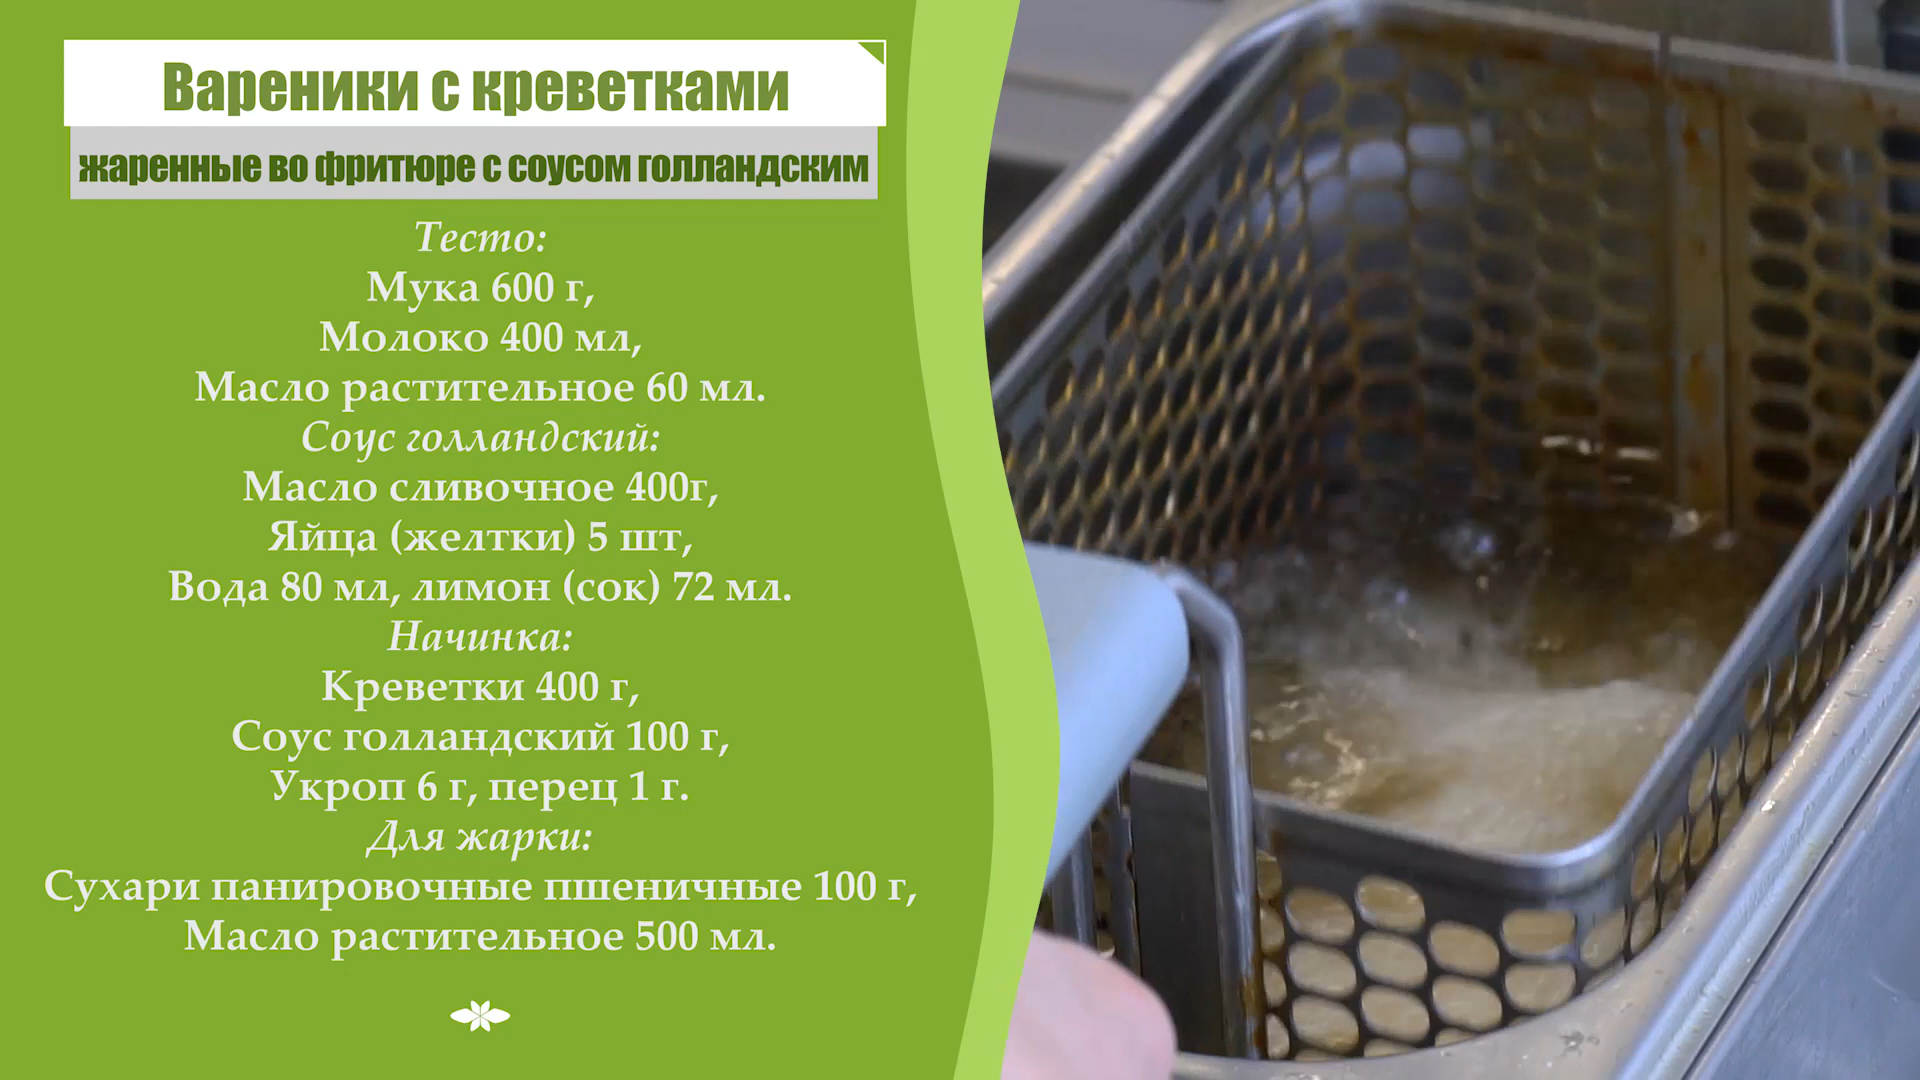 Вареники с креветками
жаренные во фритюре с соусом голландским
Тесто:
Мука 600 г,
Молоко 400 мл,
Масло растительное 60 мл.
Соус голландский:
Масло сливочное 400г,
Яйца (желтки) 5 шт,
Вода 80 мл, лимон (сок) 72 мл.
Начинка:
Креветки 400 г,
Соус голландский 100 г,
Укроп 6 г, перец 1 г.
Для жарки:
Сухари панировочные пшеничные 100 г,
Масло растительное 500 мл.